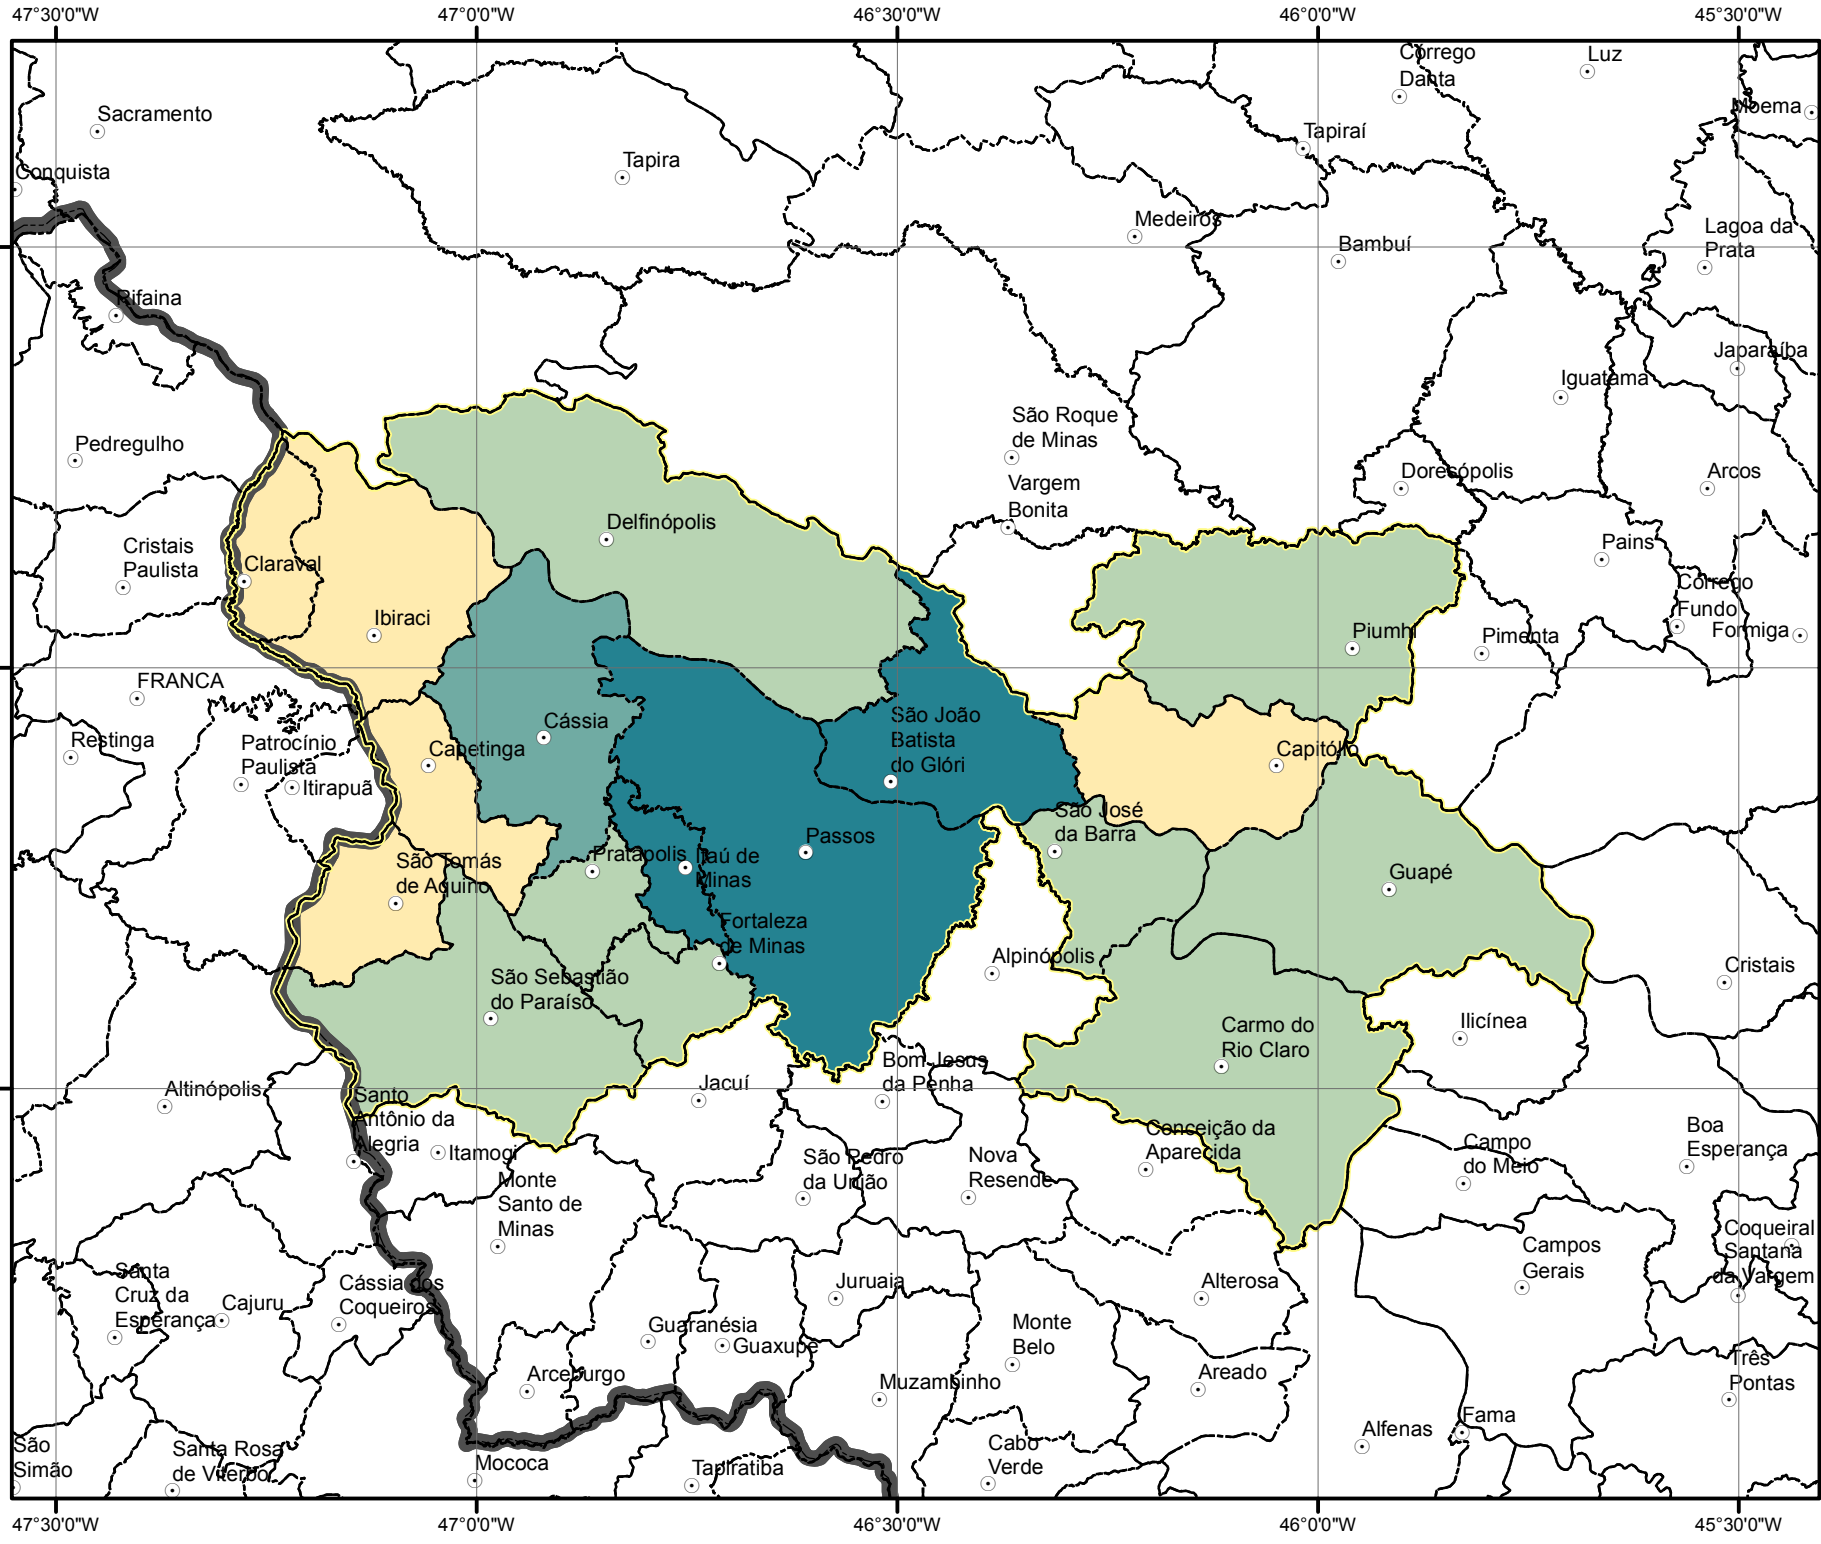 47°30'0"W 47°0'0"W 46°30'0"W 46°0'0"W 45°30'0"W
Córrego
Danta
Luz
Moema
Sacramento
Tapiraí
Tapira
Conquista
Medeiros
Bambuí
Lagoa da
Prata
Rifaina
Japaraíba
Iguatama
São Roque
de Minas
Pedregulho
Doresópolis
Arcos
Vargem
Bonita
Delfinópolis
Cristais
Paulista
Claraval
Pains
Córrego
Fundo
Formiga
Ibiraci
Piumhi
Pimenta
FRANCA
Restinga
Patrocínio
Paulista
Itirapuã
Capetinga
Cássia
São João
Batista
do Glóri
Capitólio
São José
da Barra
Passos
Pratápolis
Itaú de
Minas
São Tomás
de Aquino
Guapé
Fortaleza
de Minas
Alpinópolis
Cristais
São Sebastião
do Paraíso
Carmo do
Rio Claro
Ilicínea
Bom Jesus
da Penha
Jacuí
Altinópolis
Santo
Antônio da
Alegria
Itamogi
Conceição da
Aparecida
Campo
do Meio
Boa
Esperança
São Pedro
da União
Nova
Resende
Monte
Santo de
Minas
Coqueiral
Santana
da Vargem
Campos
Gerais
Santa
Cruz da
Esperança
Cajuru
Cássia dos
Coqueiros
Juruaia
Alterosa
Guaranésia
Guaxupé
Monte
Belo
Arceburgo
Muzambinho
Areado
Três
Pontas
Fama
Alfenas
São
Simão
Santa Rosa
de Viterbo
Mococa
Tapiratiba
Cabo
Verde
47°30'0"W 47°0'0"W 46°30'0"W 46°0'0"W 45°30'0"W